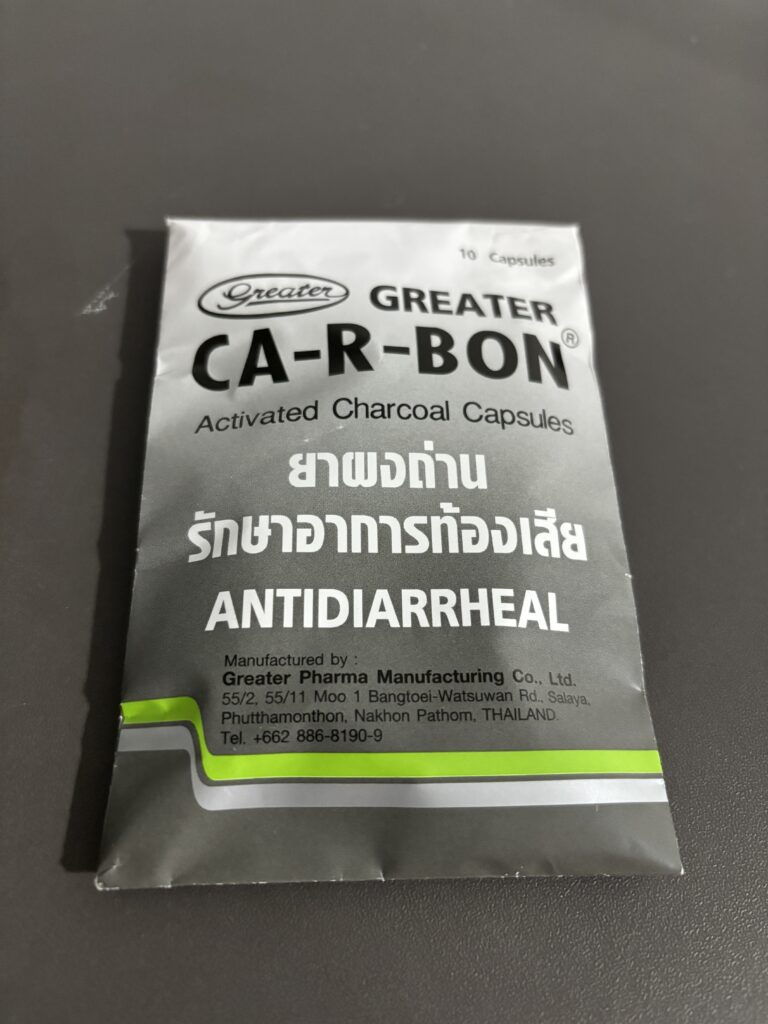 10 Capsules
Greater GREATER
CA-R-BON®
Activated Charcoal Capsules
ยาผงถ่าน
รักษาอาการท้องเสีย
ANTIDIARRHEAL
Manufactured by :
Greater Pharma Manufacturing Co., Ltd.
55/2, 55/11 Moo 1 Bangtoei-Watsuwan Rd., Salaya,
Phutthamonthon, Nakhon Pathom, THAILAND.
Tel. +662 886-8190-9